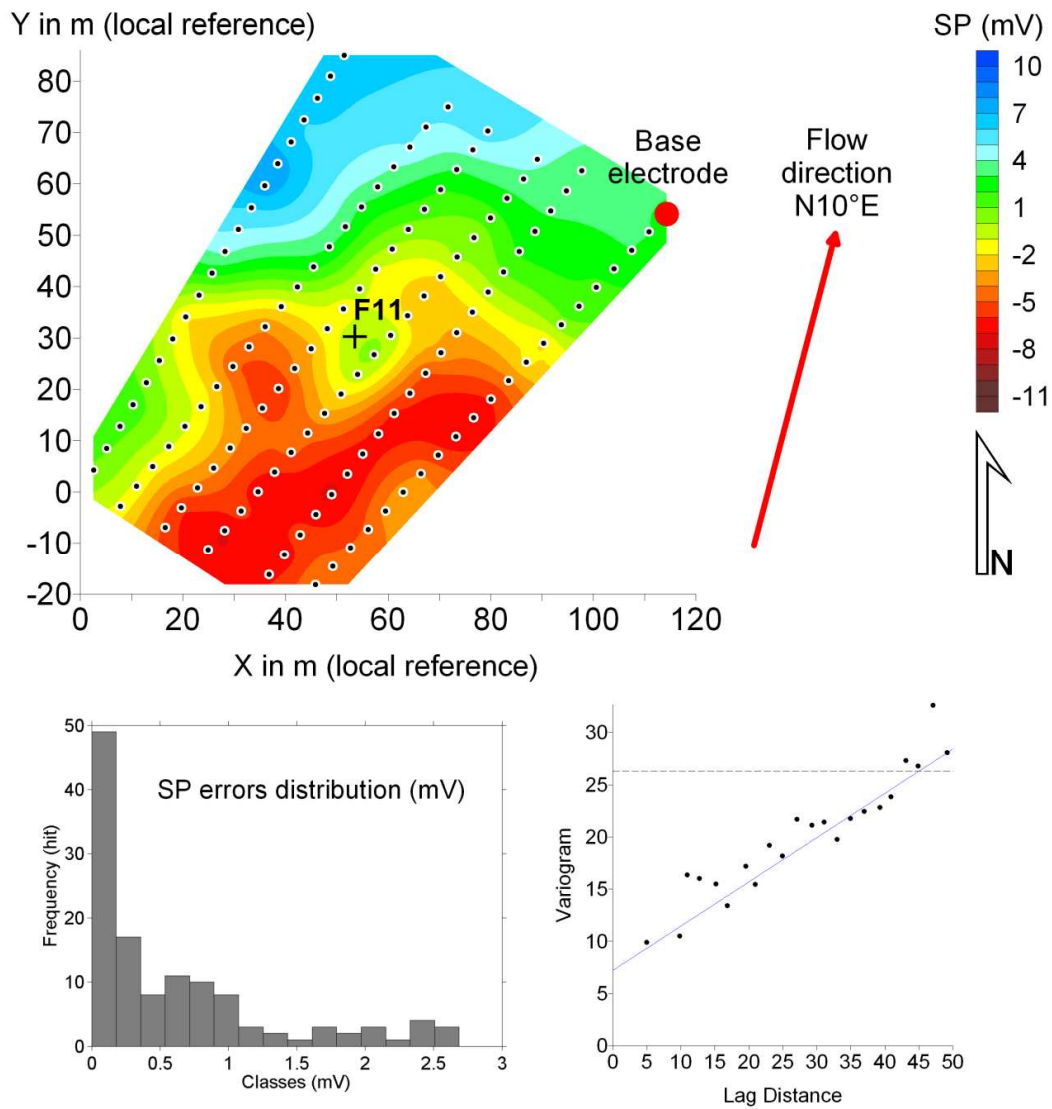 Y in m (local reference)
SP (mV)
80
70
60
50
40
30
20
10
0
-10
-20
0
20
40
60
80
100
120
X in m (local reference)
F11
Base
electrode
Flow
direction
N10°E
10
7
4
1
-2
-5
-8
-11
N
50
40
30
20
10
0
Frequency (hit)
SP errors distribution (mV)
0
0.5
1
1.5
2
2.5
3
Classes (mV)
30
25
20
15
10
5
0
Variogram
0 5 10 15 20 25 30 35 40 45 50
Lag Distance